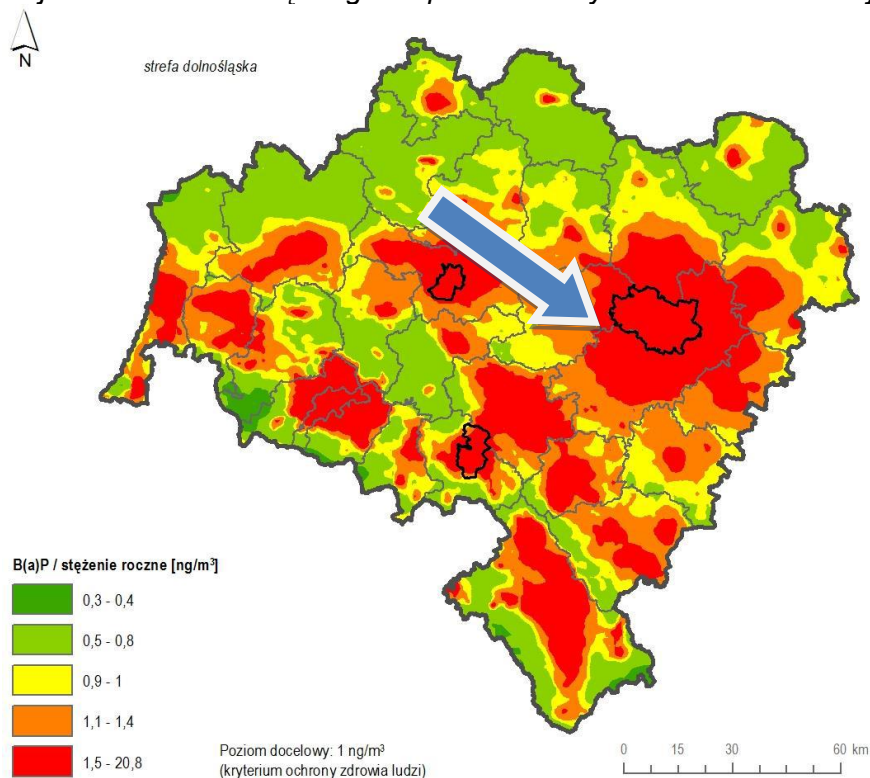 N
strefa dolnośląska
B(a)P / stężenie roczne [ng/m³]
0,3 - 0,4
0,5 - 0,8
0,9 - 1
1,1 - 1,4
1,5 - 20,8
Poziom docelowy: 1 ng/m³
(kryterium ochrony zdrowia ludzi)
0 15 30 60 km